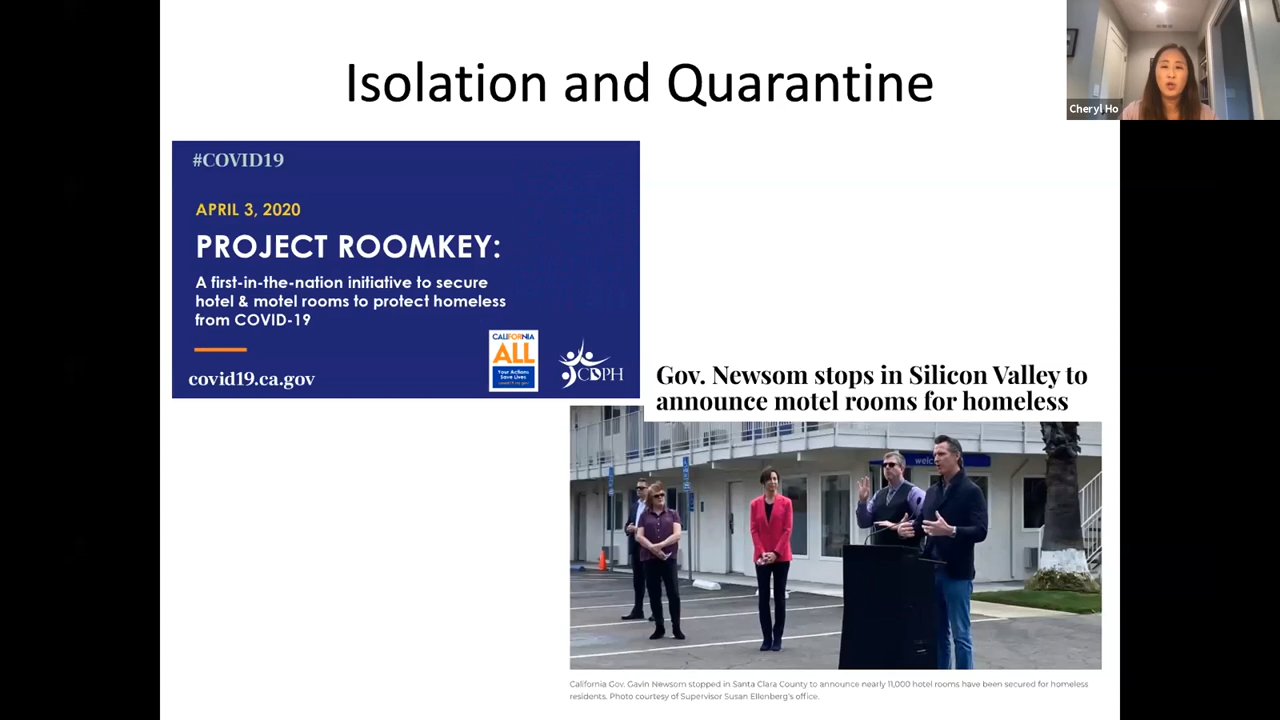 Isolation and Quarantine
Cheryl Ho
#COVID19
APRIL 3, 2020
PROJECT ROOMKEY:
A first-in-the-nation initiative to secure
hotel & motel rooms to protect homeless
from COVID-19
CALIFORNIA
ALL
Your Actions
Save Lives
covid19.ca.gov
CDPH
Gov. Newsom stops in Silicon Valley to
announce motel rooms for homeless
welc
California Gov. Gavin Newsom stopped in Santa Clara County to announce nearly 11,000 hotel rooms have been secured for homeless
residents. Photo courtesy of Supervisor Susan Ellenberg's office.